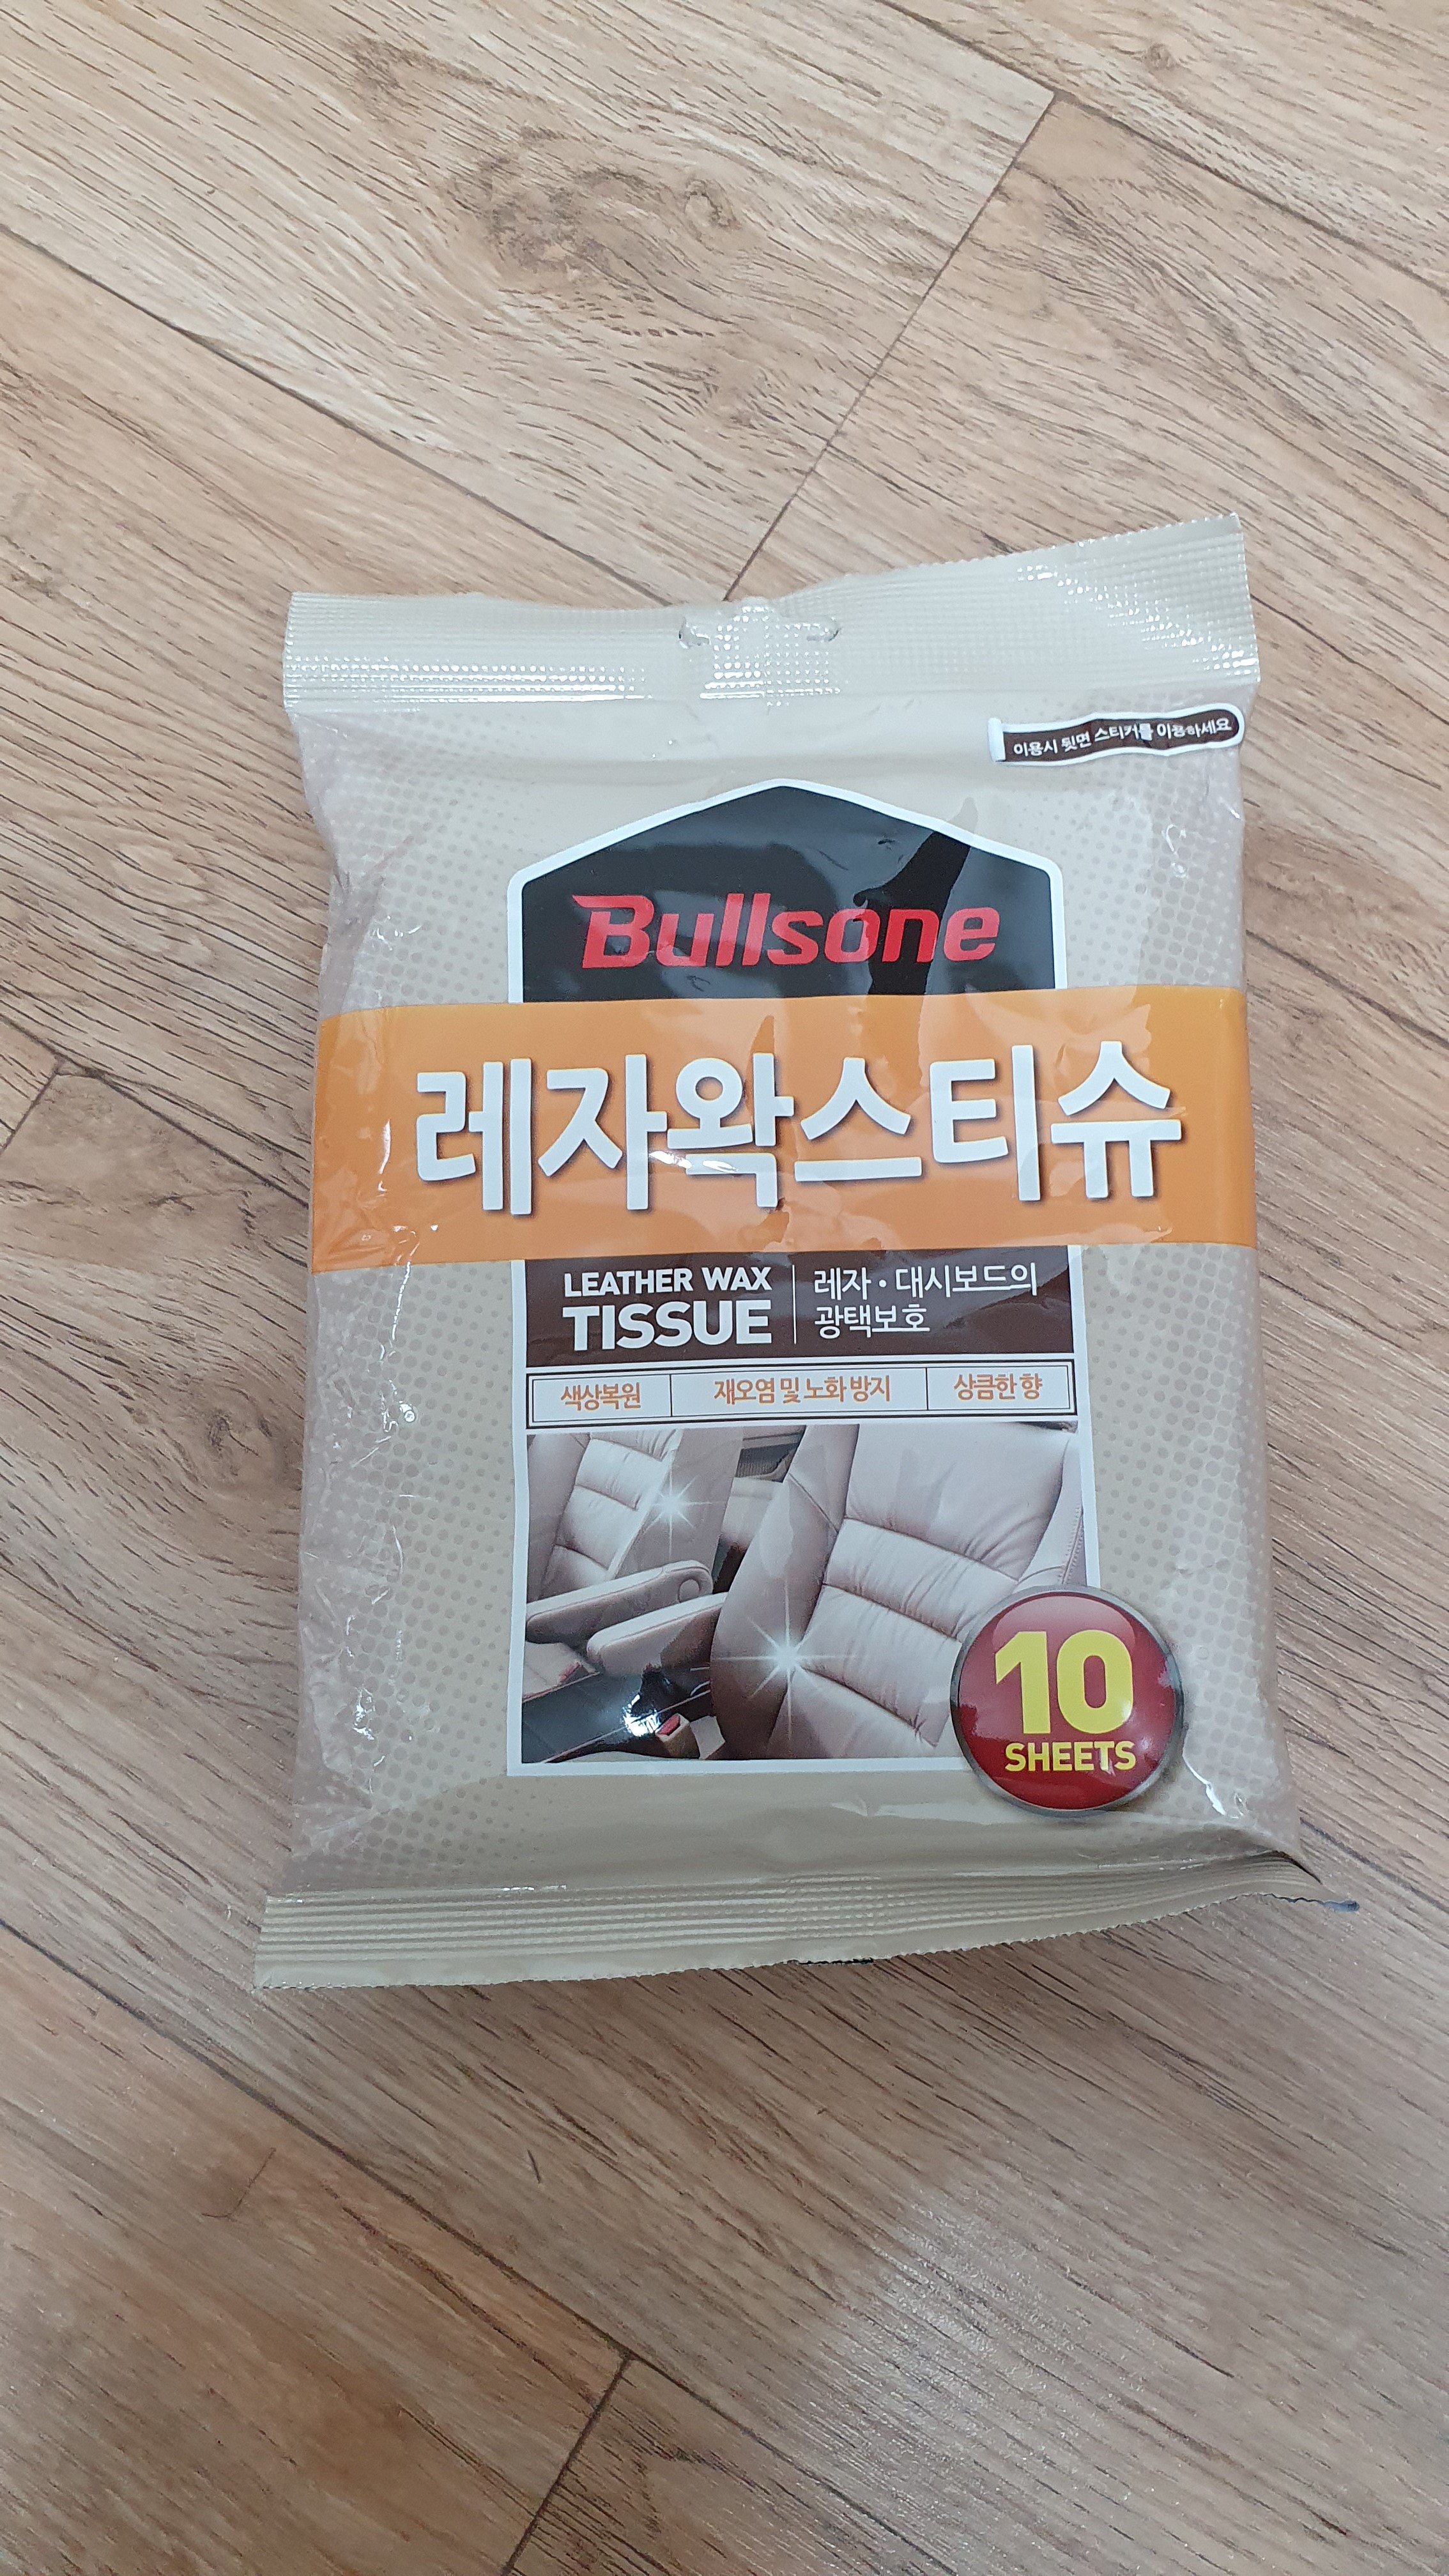 이용시 뒷면 스티커를 이용하세요
Bullsone
레자왁스티슈
LEATHER WAX
TISSUE
레자·대시보드의
광택보호
색상복원
재오염 및 노화 방지
상큼한 향
10
SHEETS